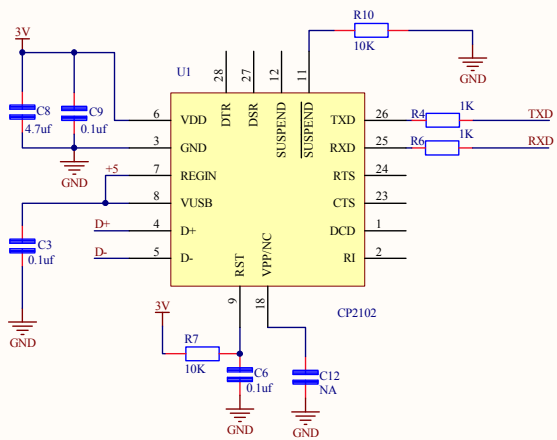 3V
U1
R10
10K
GND
28
27
12
11
DTR
DSR
SUSPEND
SUSPEND
C8
4.7uf
C9
0.1uf
GND
6
VDD
3
GND
7
REGIN
8
VUSB
4
D+
5
D-
+5
D+
D-
TXD
26
R4
1K
TXD
RXD
25
R6
1K
RXD
RTS
24
CTS
23
DCD
1
RI
2
C3
0.1uf
GND
RST
VPP/NC
9
18
CP2102
3V
R7
10K
C6
0.1uf
GND
C12
NA
GND